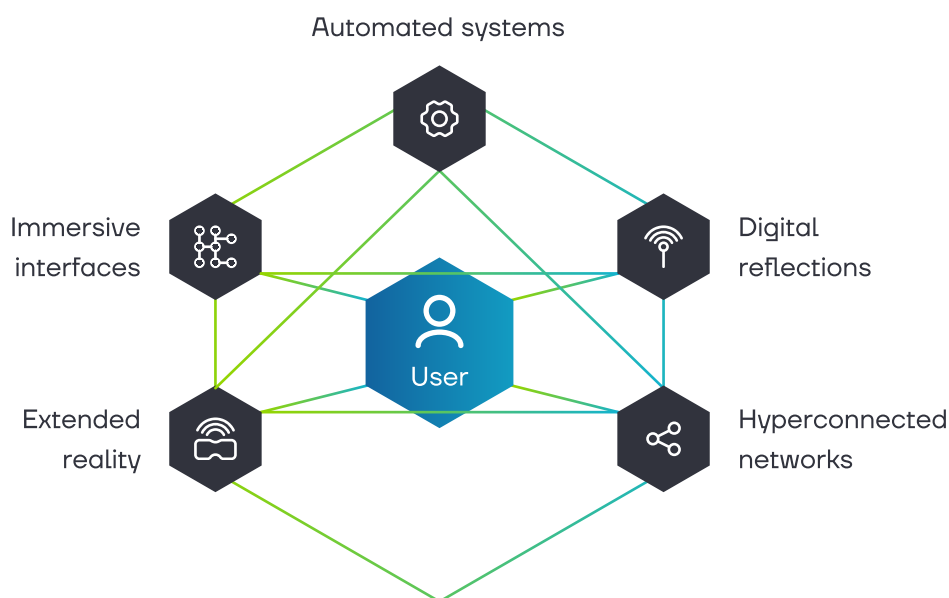 Automated systems
Immersive
interfaces
Digital
reflections
User
Extended
reality
Hyperconnected
networks